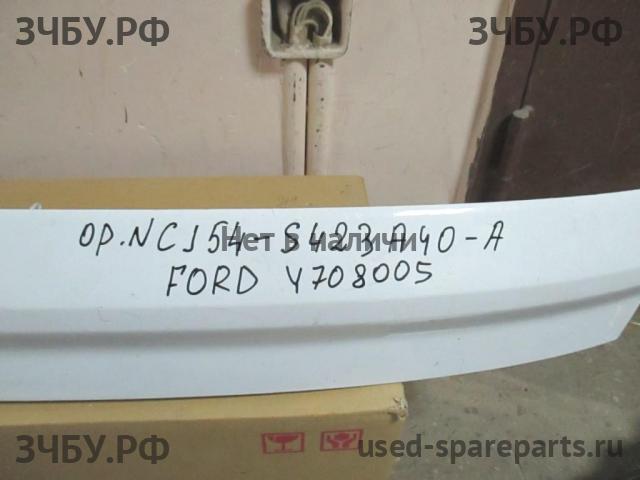 ЗЧБУ.РФ
ЗЧБУ.РФ
Нет в наличии
OP.NCJ54-S423A40-A
FORD 4708005
ЗЧБУ.РФ
used-spareparts.ru